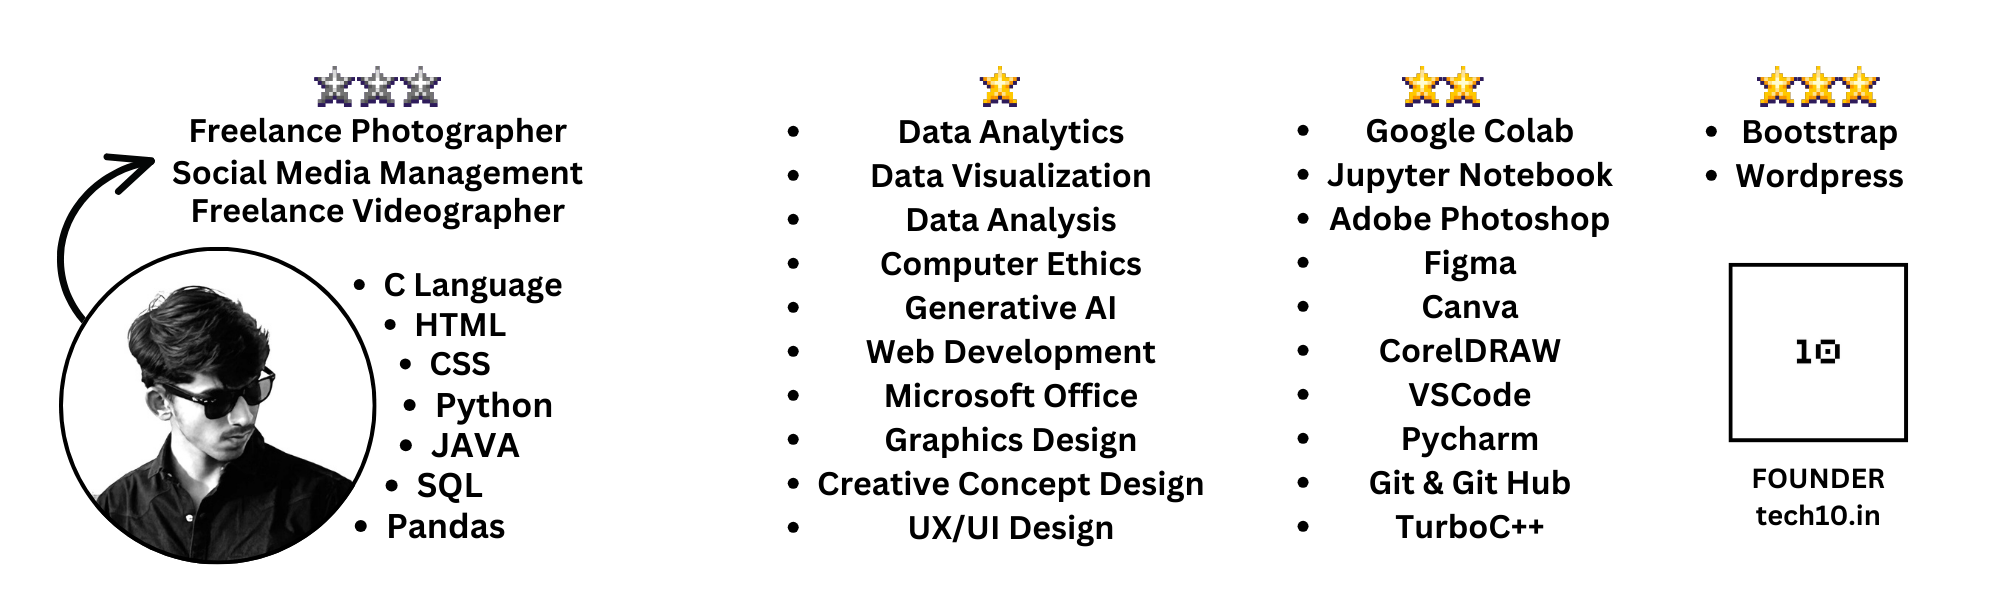 Freelance Photographer
Social Media Management
Freelance Videographer
• C Language
• HTML
• CSS
• Python
• JAVA
• SQL
• Pandas
• Data Analytics
• Data Visualization
• Data Analysis
• Computer Ethics
• Generative AI
• Web Development
• Microsoft Office
• Graphics Design
• Creative Concept Design
• UX/UI Design
• Google Colab
• Jupyter Notebook
• Adobe Photoshop
• Figma
• Canva
• CorelDRAW
• VSCode
• Pycharm
• Git & Git Hub
• TurboC++
• Bootstrap
• Wordpress
10
FOUNDER
tech10.in